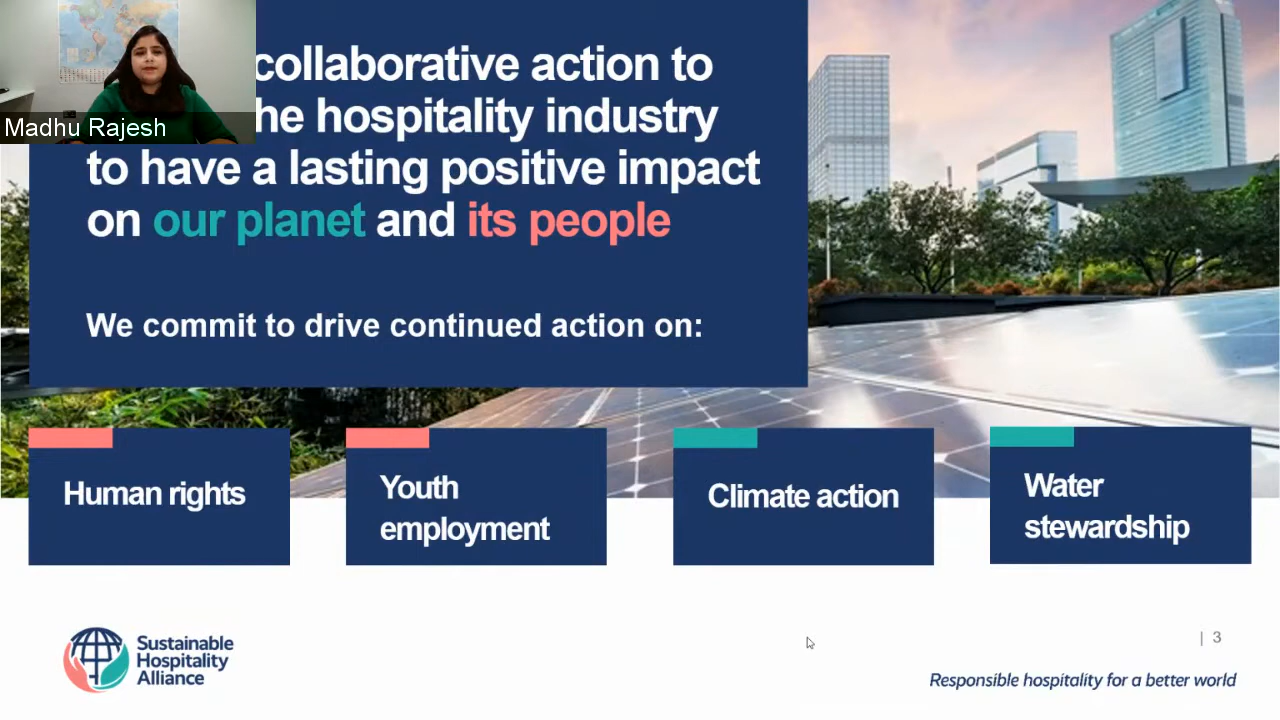 Madhu Rajesh
collaborative action to
he hospitality industry
to have a lasting positive impact
on our planet and its people
We commit to drive continued action on:
Human rights
Youth
employment
Climate action
Water
stewardship
Sustainable
Hospitality
Alliance
| 3
Responsible hospitality for a better world